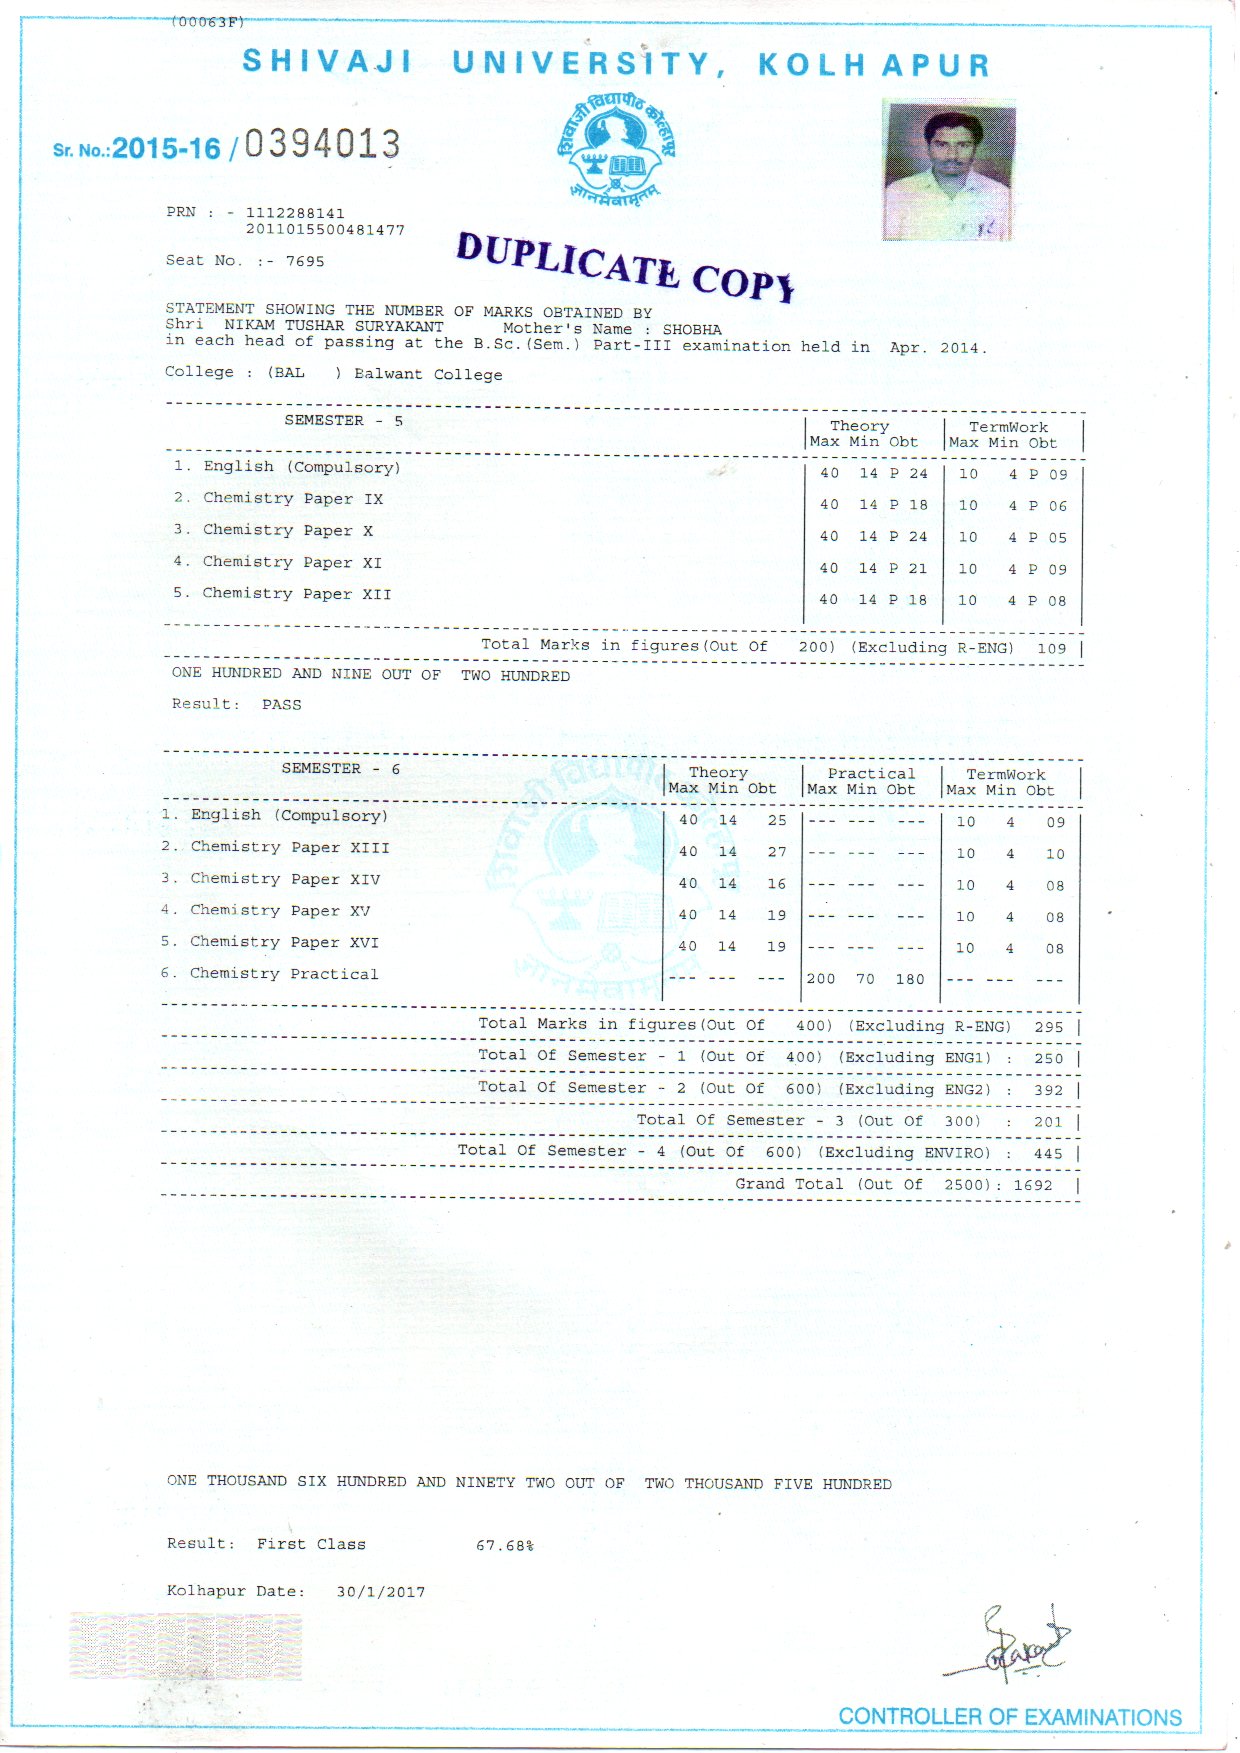 (00063F)
SHIVAJI UNIVERSITY, KOLHAPUR
शिवाजी विद्यापीठ कोल्हापूर
ज्ञानमेवामृतम्
Sr. No.: 2015-16 / 0394013
PRN : - 1112288141
2011015500481477
Seat No. :- 7695
DUPLICATE COPY
STATEMENT SHOWING THE NUMBER OF MARKS OBTAINED BY
Shri NIKAM TUSHAR SURYAKANT Mother's Name : SHOBHA
in each head of passing at the B.Sc.(Sem.) Part-III examination held in Apr. 2014.
College : (BAL ) Balwant College
SEMESTER - 5 | Theory | TermWork |
|Max Min Obt |Max Min Obt |
1. English (Compulsory) 40 14 P 24 10 4 P 09
2. Chemistry Paper IX 40 14 P 18 10 4 P 06
3. Chemistry Paper X 40 14 P 24 10 4 P 05
4. Chemistry Paper XI 40 14 P 21 10 4 P 09
5. Chemistry Paper XII 40 14 P 18 10 4 P 08
Total Marks in figures(Out Of 200) (Excluding R-ENG) 109 |
ONE HUNDRED AND NINE OUT OF TWO HUNDRED
Result: PASS
SEMESTER - 6 | Theory | Practical | TermWork |
|Max Min Obt |Max Min Obt |Max Min Obt |
1. English (Compulsory) 40 14 25 --- --- --- 10 4 09
2. Chemistry Paper XIII 40 14 27 --- --- --- 10 4 10
3. Chemistry Paper XIV 40 14 16 --- --- --- 10 4 08
4. Chemistry Paper XV 40 14 19 --- --- --- 10 4 08
5. Chemistry Paper XVI 40 14 19 --- --- --- 10 4 08
6. Chemistry Practical --- --- --- 200 70 180 --- --- ---
Total Marks in figures(Out Of 400) (Excluding R-ENG) 295 |
Total Of Semester - 1 (Out Of 400) (Excluding ENG1) : 250 |
Total Of Semester - 2 (Out Of 600) (Excluding ENG2) : 392 |
Total Of Semester - 3 (Out Of 300) : 201 |
Total Of Semester - 4 (Out Of 600) (Excluding ENVIRO) : 445 |
Grand Total (Out Of 2500): 1692 |
ONE THOUSAND SIX HUNDRED AND NINETY TWO OUT OF TWO THOUSAND FIVE HUNDRED
Result: First Class 67.68%
Kolhapur Date: 30/1/2017
CONTROLLER OF EXAMINATIONS